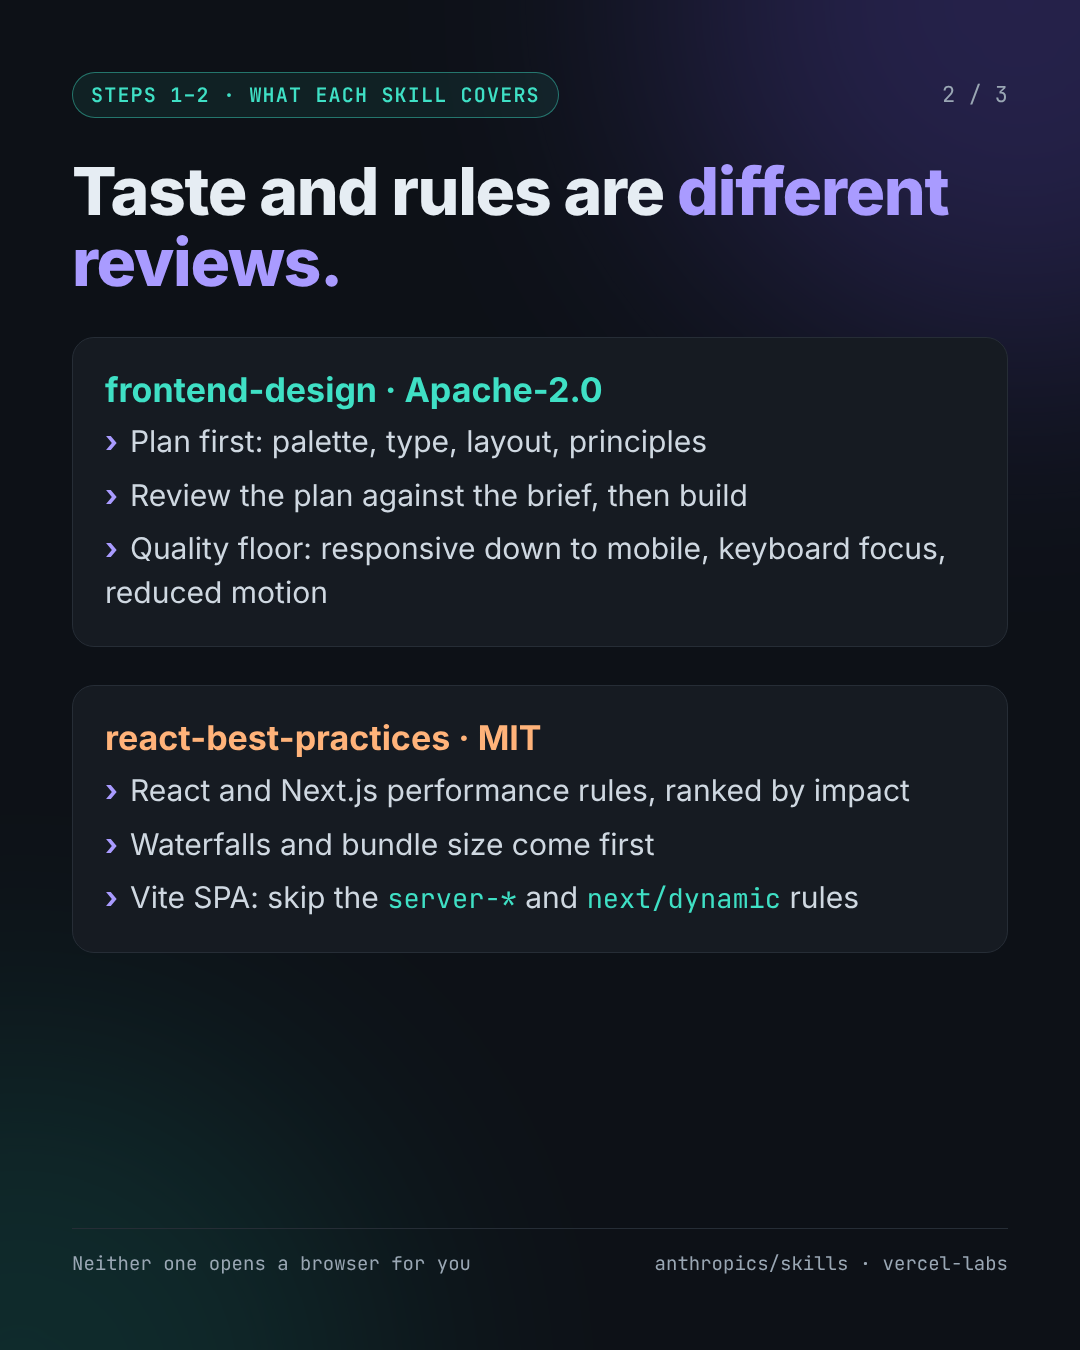 STEPS 1–2 · WHAT EACH SKILL COVERS
2 / 3
Taste and rules are different
reviews.
frontend-design · Apache-2.0
› Plan first: palette, type, layout, principles
› Review the plan against the brief, then build
› Quality floor: responsive down to mobile, keyboard focus,
reduced motion
react-best-practices · MIT
› React and Next.js performance rules, ranked by impact
› Waterfalls and bundle size come first
› Vite SPA: skip the server-* and next/dynamic rules
Neither one opens a browser for you
anthropics/skills · vercel-labs